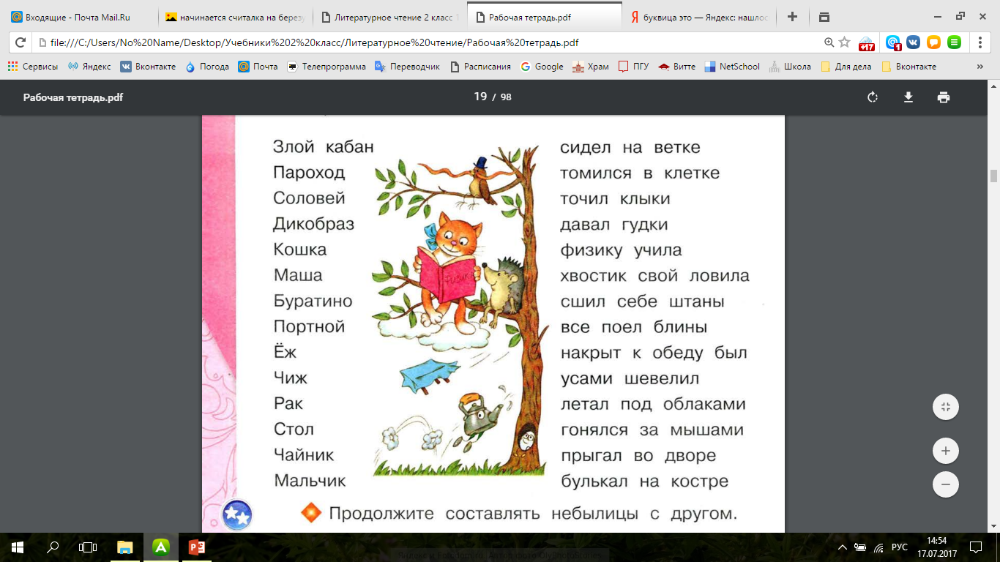 Входящие - Почта Mail.Ru
начинается считалка на березу
Литературное чтение 2 класс 1
Рабочая тетрадь.pdf
буквица это — Яндекс: нашлос
file:///C:/Users/No%20Name/Desktop/Учебники%202%20класс/Литературное%20чтение/Рабочая%20тетрадь.pdf
+17
1
Сервисы Яндекс Вконтакте Погода Почта Телепрограмма Переводчик Расписания Google Храм ПГУ Витте NetSchool Школа Для дела Вконтакте »
Рабочая тетрадь.pdf 19 / 98
Злой кабан сидел на ветке
Пароход томился в клетке
Соловей точил клыки
Дикобраз давал гудки
Кошка физику учила
Маша хвостик свой ловила
Буратино сшил себе штаны
Портной все поел блины
Ёж накрыт к обеду был
Чиж усами шевелил
Рак летал под облаками
Стол гонялся за мышами
Чайник прыгал во дворе
Мальчик булькал на костре
Физика
Продолжите составлять небылицы с другом.
РУС
14:54
17.07.2017